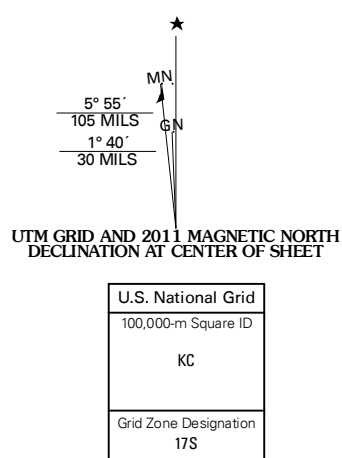 M.N.
5° 55´
105 MILS
GN
1° 40´
30 MILS
UTM GRID AND 2011 MAGNETIC NORTH
DECLINATION AT CENTER OF SHEET
U.S. National Grid
100,000-m Square ID
KC
Grid Zone Designation
17S